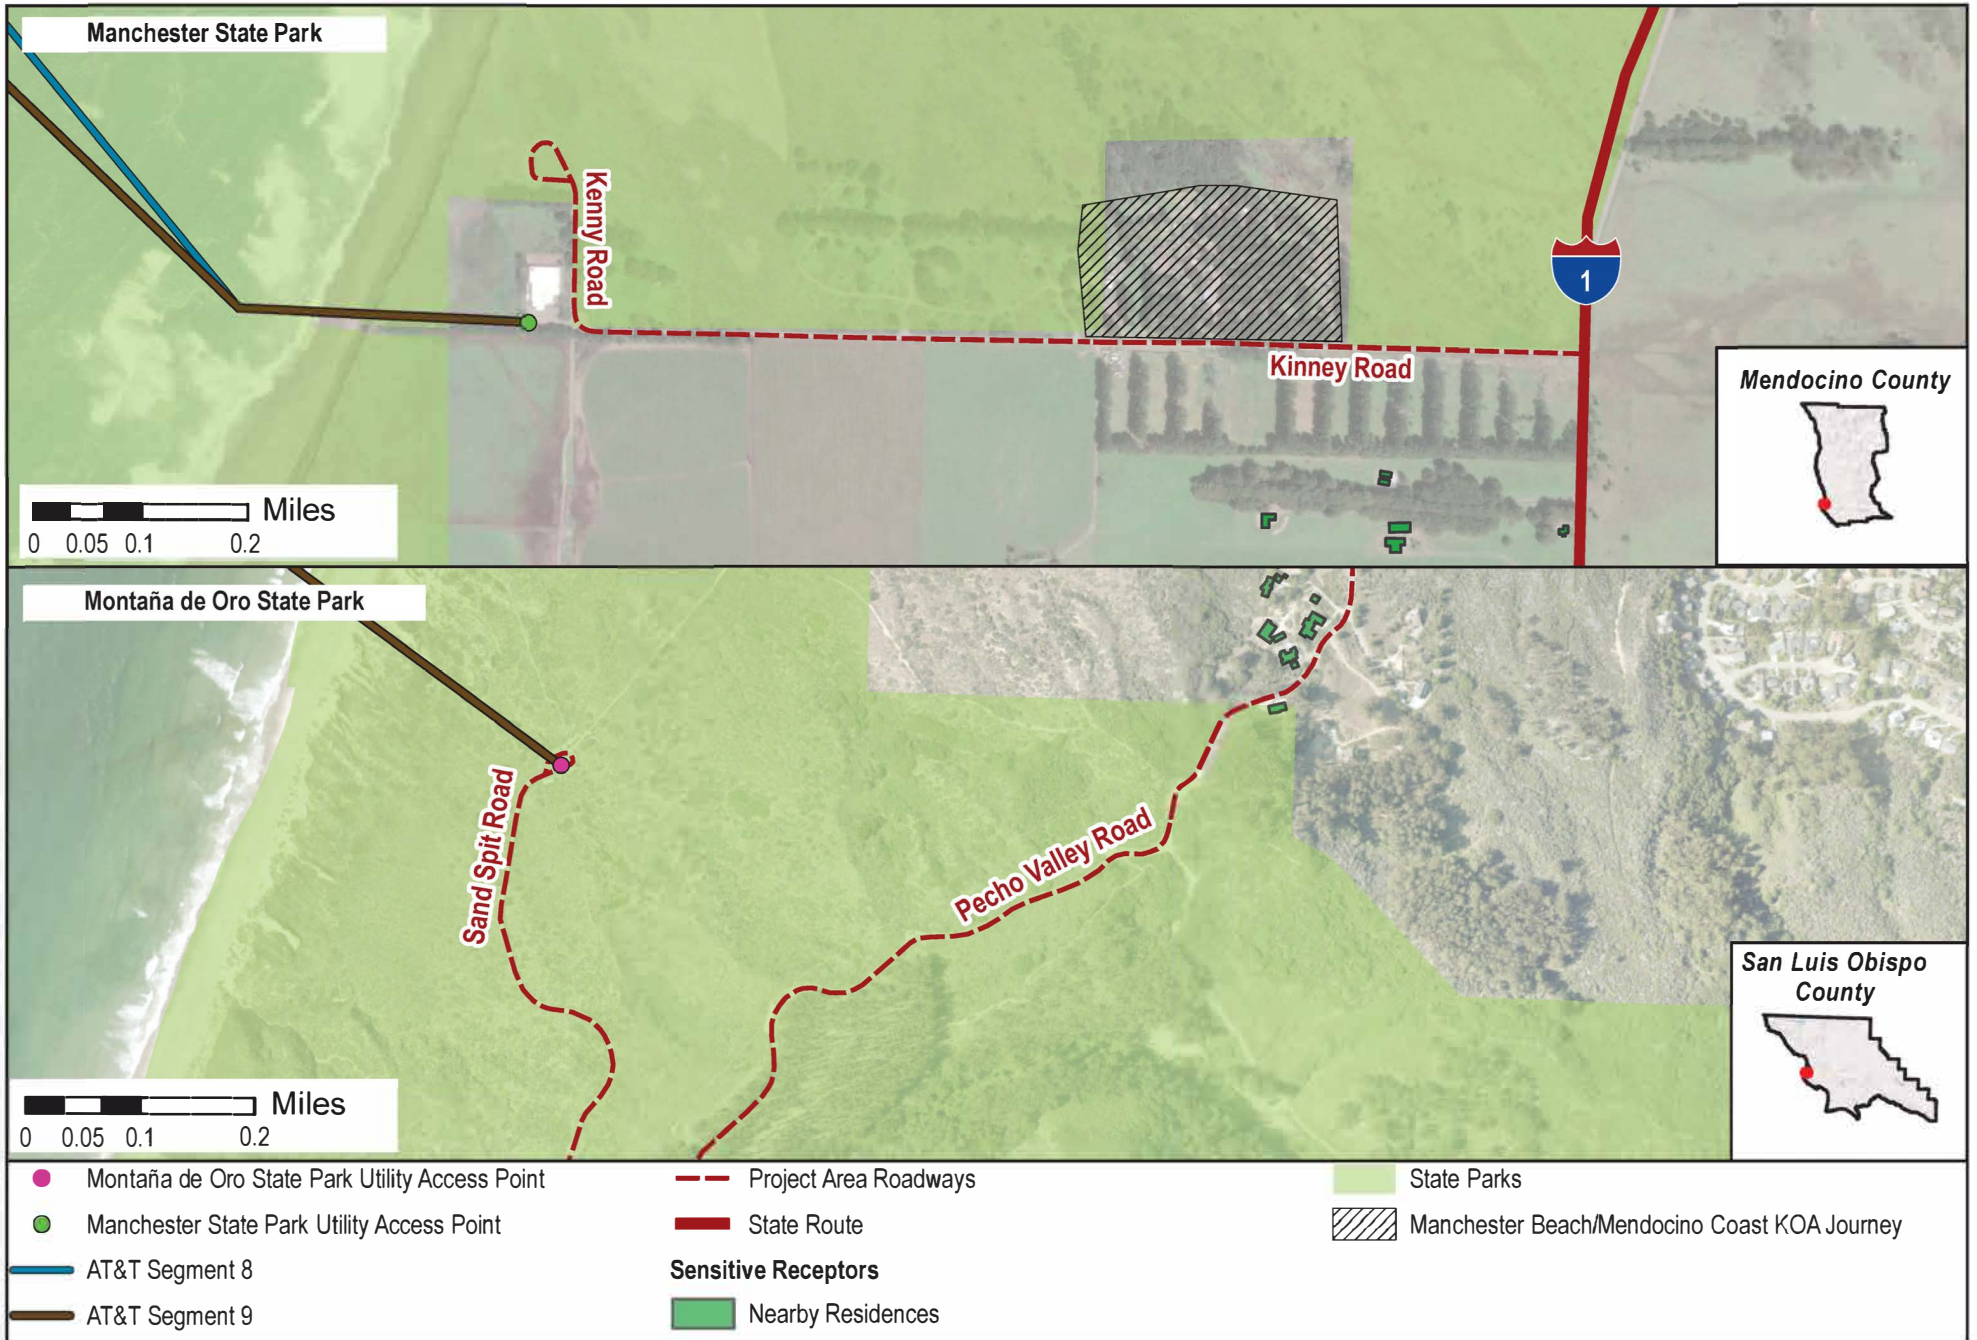 Manchester State Park
Kenny Road
1
Kinney Road
Mendocino County
Miles
0 0.05 0.1 0.2
Montaña de Oro State Park
Sand Spit Road
Pecho Valley Road
San Luis Obispo
County
Miles
0 0.05 0.1 0.2
Montaña de Oro State Park Utility Access Point
Manchester State Park Utility Access Point
AT&T Segment 8
AT&T Segment 9
Project Area Roadways
State Route
Sensitive Receptors
Nearby Residences
State Parks
Manchester Beach/Mendocino Coast KOA Journey